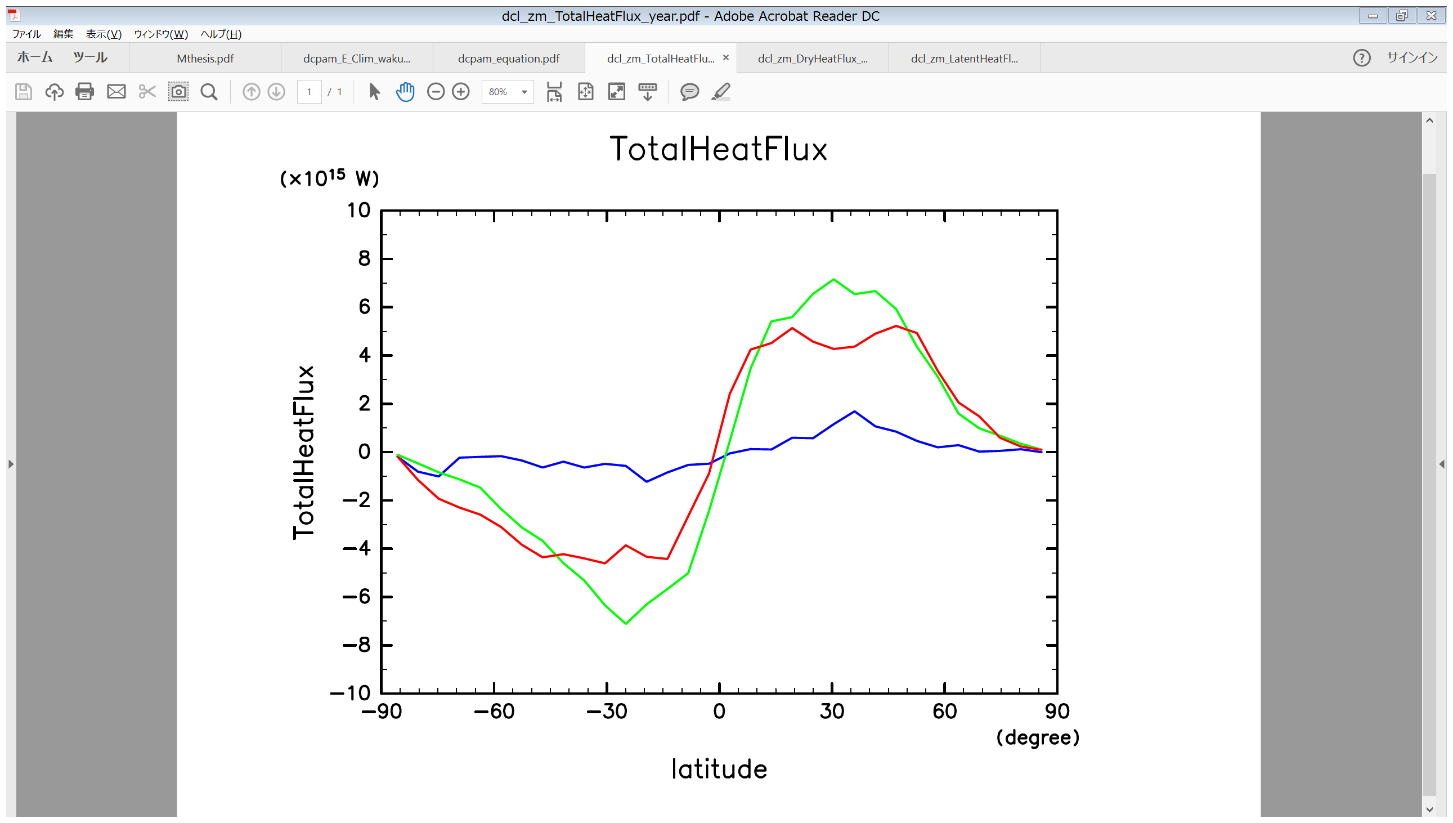 dcl_zm_TotalHeatFlux_year.pdf - Adobe Acrobat Reader DC
ファイル 編集 表示(V) ウィンドウ(W) ヘルプ(H)
ホーム ツール Mthesis.pdf dcpam_E_Clim_waku... dcpam_equation.pdf dcl_zm_TotalHeatFlu... × dcl_zm_DryHeatFlux_... dcl_zm_LatentHeatFl... ? サインイン
1 / 1 80%
TotalHeatFlux
(×10¹⁵ W)
10
8
6
4
2
0
−2
−4
−6
−8
−10
TotalHeatFlux
−90 −60 −30 0 30 60 90
(degree)
latitude